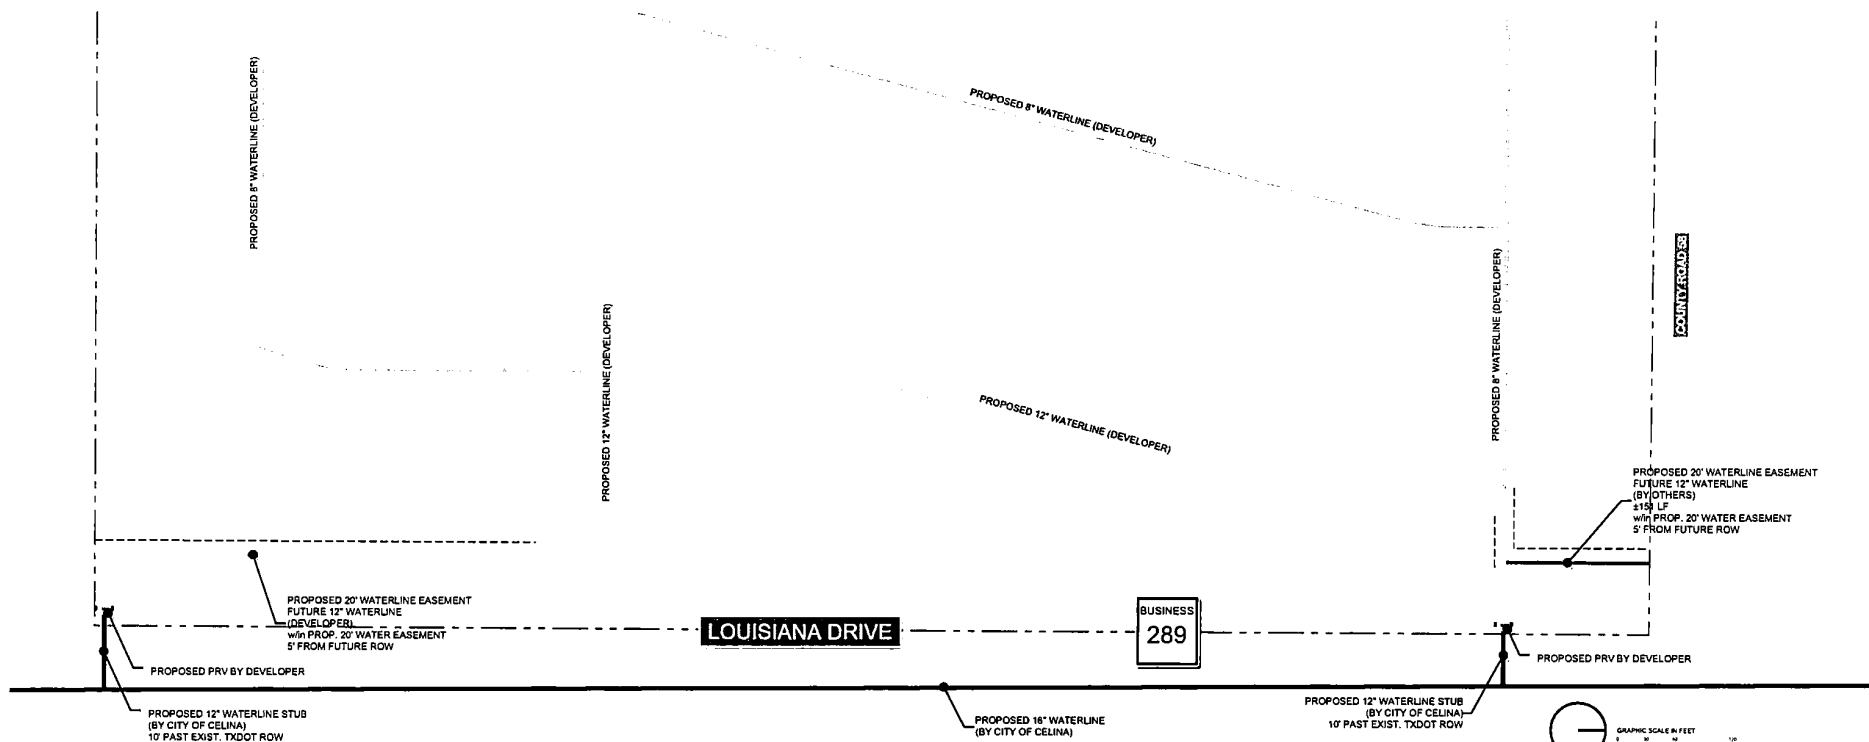 PROPOSED 8" WATERLINE (DEVELOPER)
PROPOSED 8" WATERLINE (DEVELOPER)
PROPOSED 12" WATERLINE (DEVELOPER)
PROPOSED 12" WATERLINE (DEVELOPER)
PROPOSED 8" WATERLINE (DEVELOPER)
COUNTY ROAD 58
PROPOSED 20' WATERLINE EASEMENT
FUTURE 12" WATERLINE
(BY OTHERS)
±151 LF
w/in PROP. 20' WATER EASEMENT
5' FROM FUTURE ROW
PROPOSED 20' WATERLINE EASEMENT
FUTURE 12" WATERLINE
(DEVELOPER)
w/in PROP. 20' WATER EASEMENT
5' FROM FUTURE ROW
LOUISIANA DRIVE
BUSINESS
289
PROPOSED PRV BY DEVELOPER
PROPOSED PRV BY DEVELOPER
PROPOSED 12" WATERLINE STUB
(BY CITY OF CELINA)
10' PAST EXIST. TXDOT ROW
PROPOSED 16" WATERLINE
(BY CITY OF CELINA)
PROPOSED 12" WATERLINE STUB
(BY CITY OF CELINA)
10' PAST EXIST. TXDOT ROW
GRAPHIC SCALE IN FEET
0